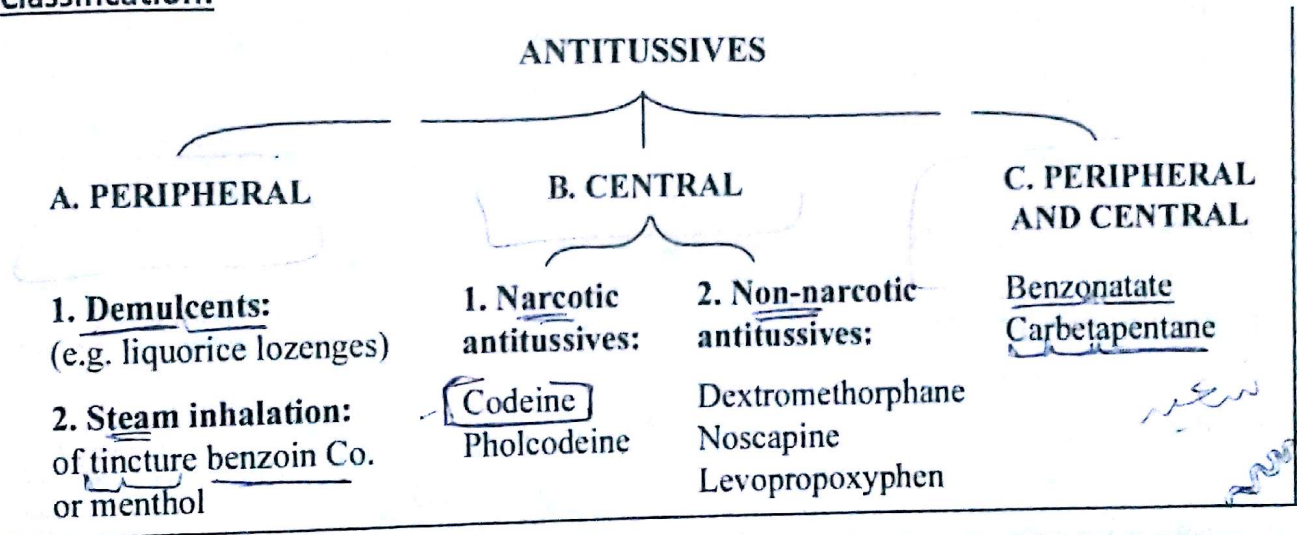 Classification:
ANTITUSSIVES
A. PERIPHERAL
1. Demulcents:
(e.g. liquorice lozenges)
2. Steam inhalation:
of tincture benzoin Co.
or menthol
B. CENTRAL
1. Narcotic
antitussives:
Codeine
Pholcodeine
2. Non-narcotic
antitussives:
Dextromethorphane
Noscapine
Levopropoxyphen
C. PERIPHERAL
AND CENTRAL
Benzonatate
Carbetapentane